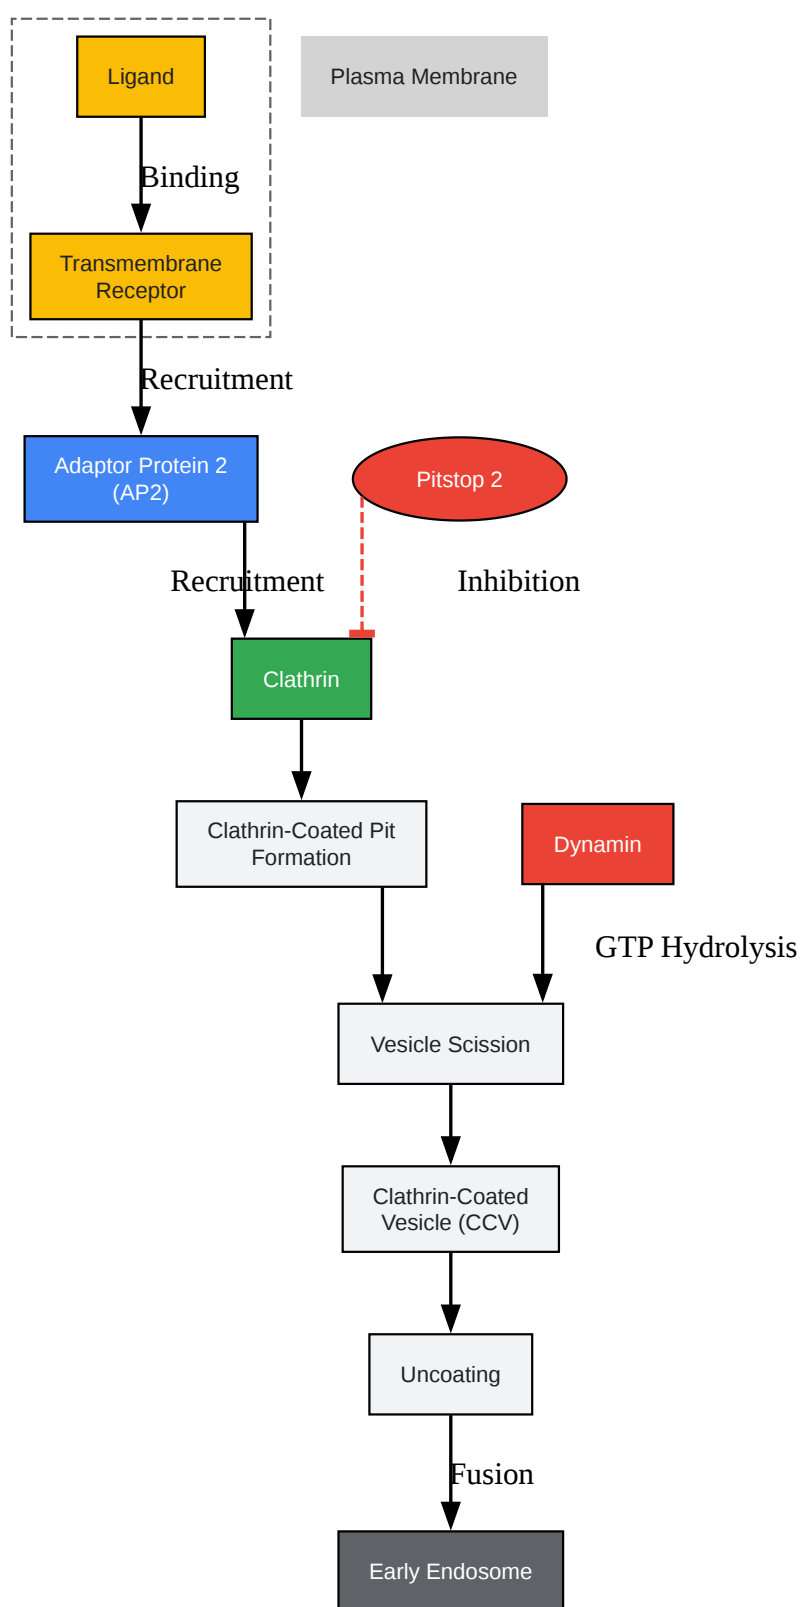 Ligand
Plasma Membrane
Binding
Transmembrane
Receptor
Recruitment
Adaptor Protein 2
(AP2)
Pitstop 2
Recruitment
Inhibition
Clathrin
Clathrin-Coated Pit
Formation
Dynamin
GTP Hydrolysis
Vesicle Scission
Clathrin-Coated
Vesicle (CCV)
Uncoating
Fusion
Early Endosome